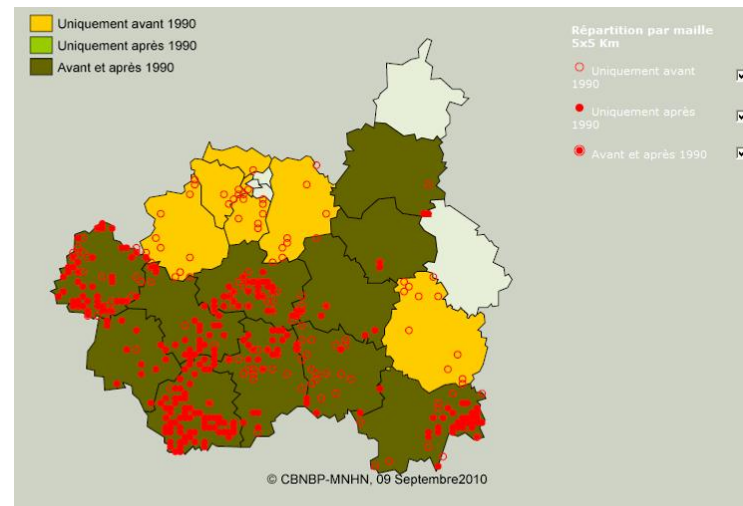 Uniquement avant 1990
Uniquement après 1990
Avant et après 1990
Répartition par maille
5x5 Km
Uniquement avant
1990
Uniquement après
1990
Avant et après 1990
© CBNBP-MNHN, 09 Septembre2010